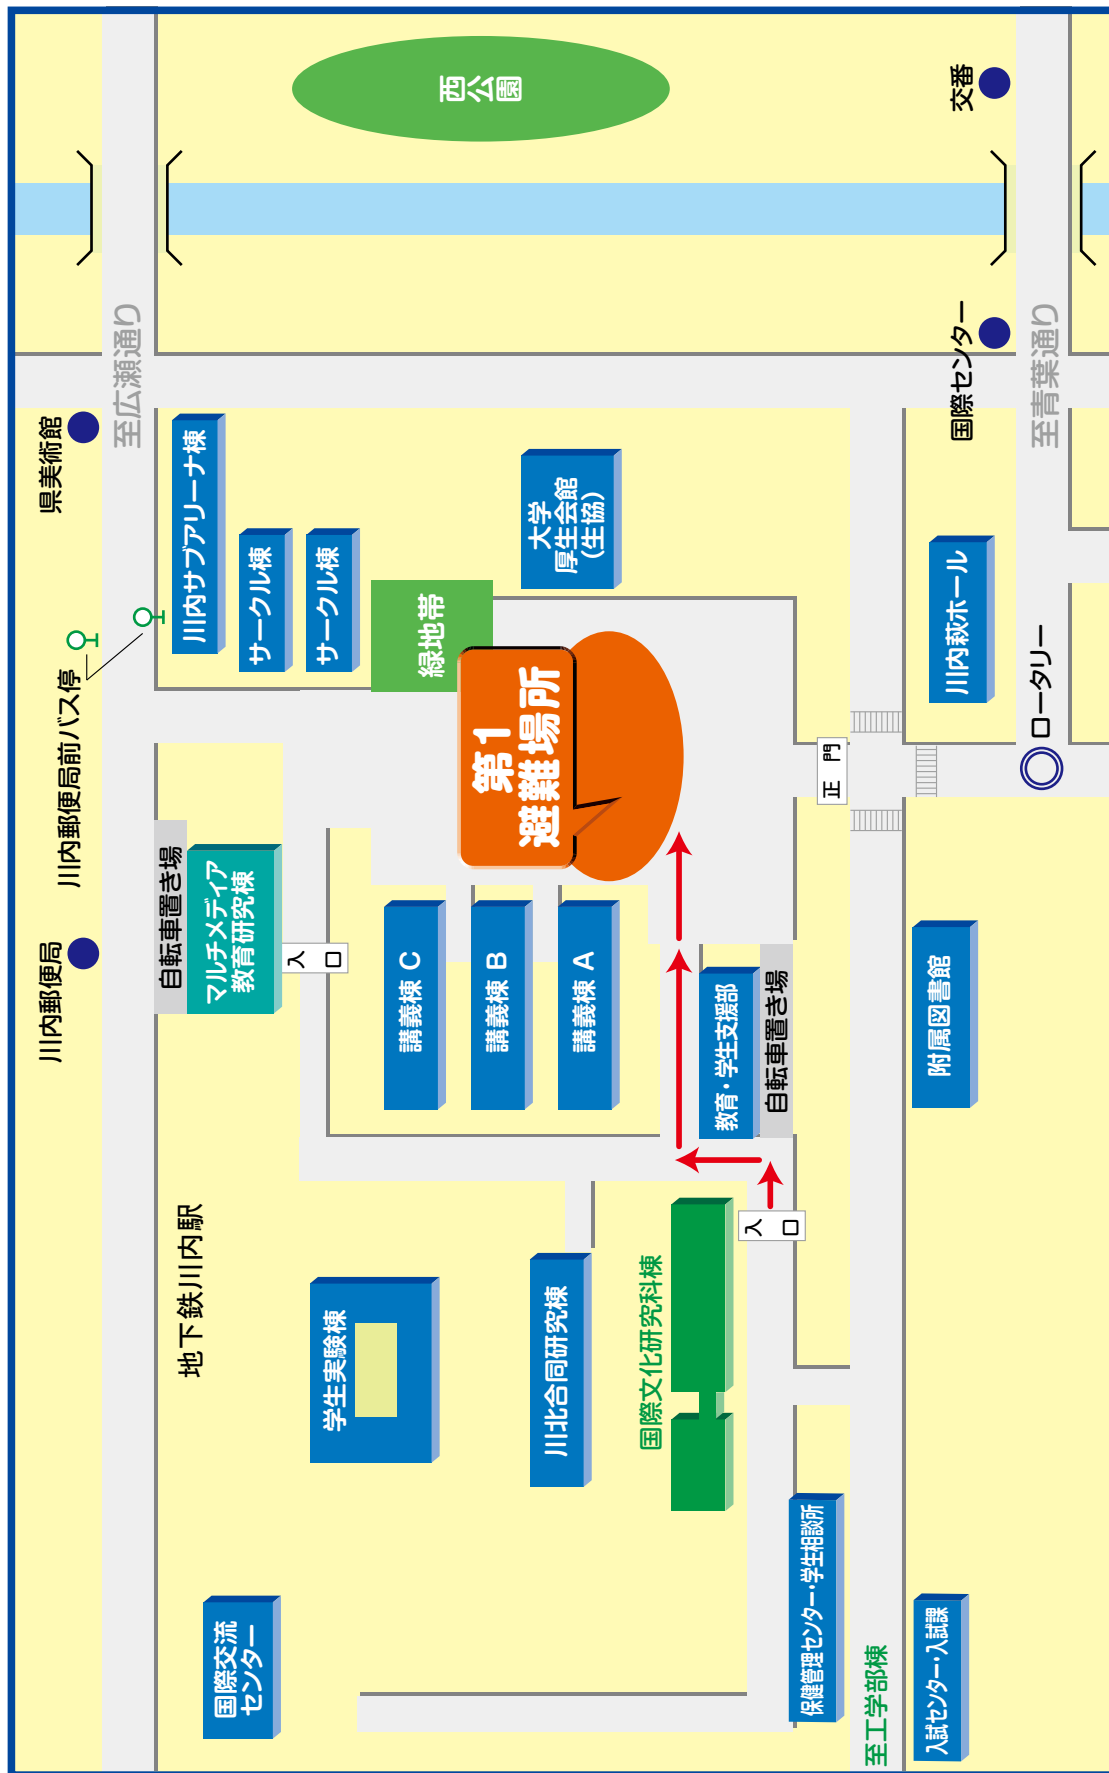 西公園
交番
至広瀬通り
国際センター
至青葉通り
県美術館
川内サブアリーナ棟
サークル棟
サークル棟
緑地帯
大学
厚生会館
(生協)
川内萩ホール
ロータリー
川内郵便局前バス停
第1
避難場所
正門
川内郵便局
自転車置き場
マルチメディア
教育研究棟
入口
講義棟 C
講義棟 B
講義棟 A
教育・学生支援部
自転車置き場
附属図書館
地下鉄川内駅
学生実験棟
川北合同研究棟
国際文化研究科棟
入口
国際交流
センター
保健管理センター・学生相談所
至工学部棟
入試センター・入試課